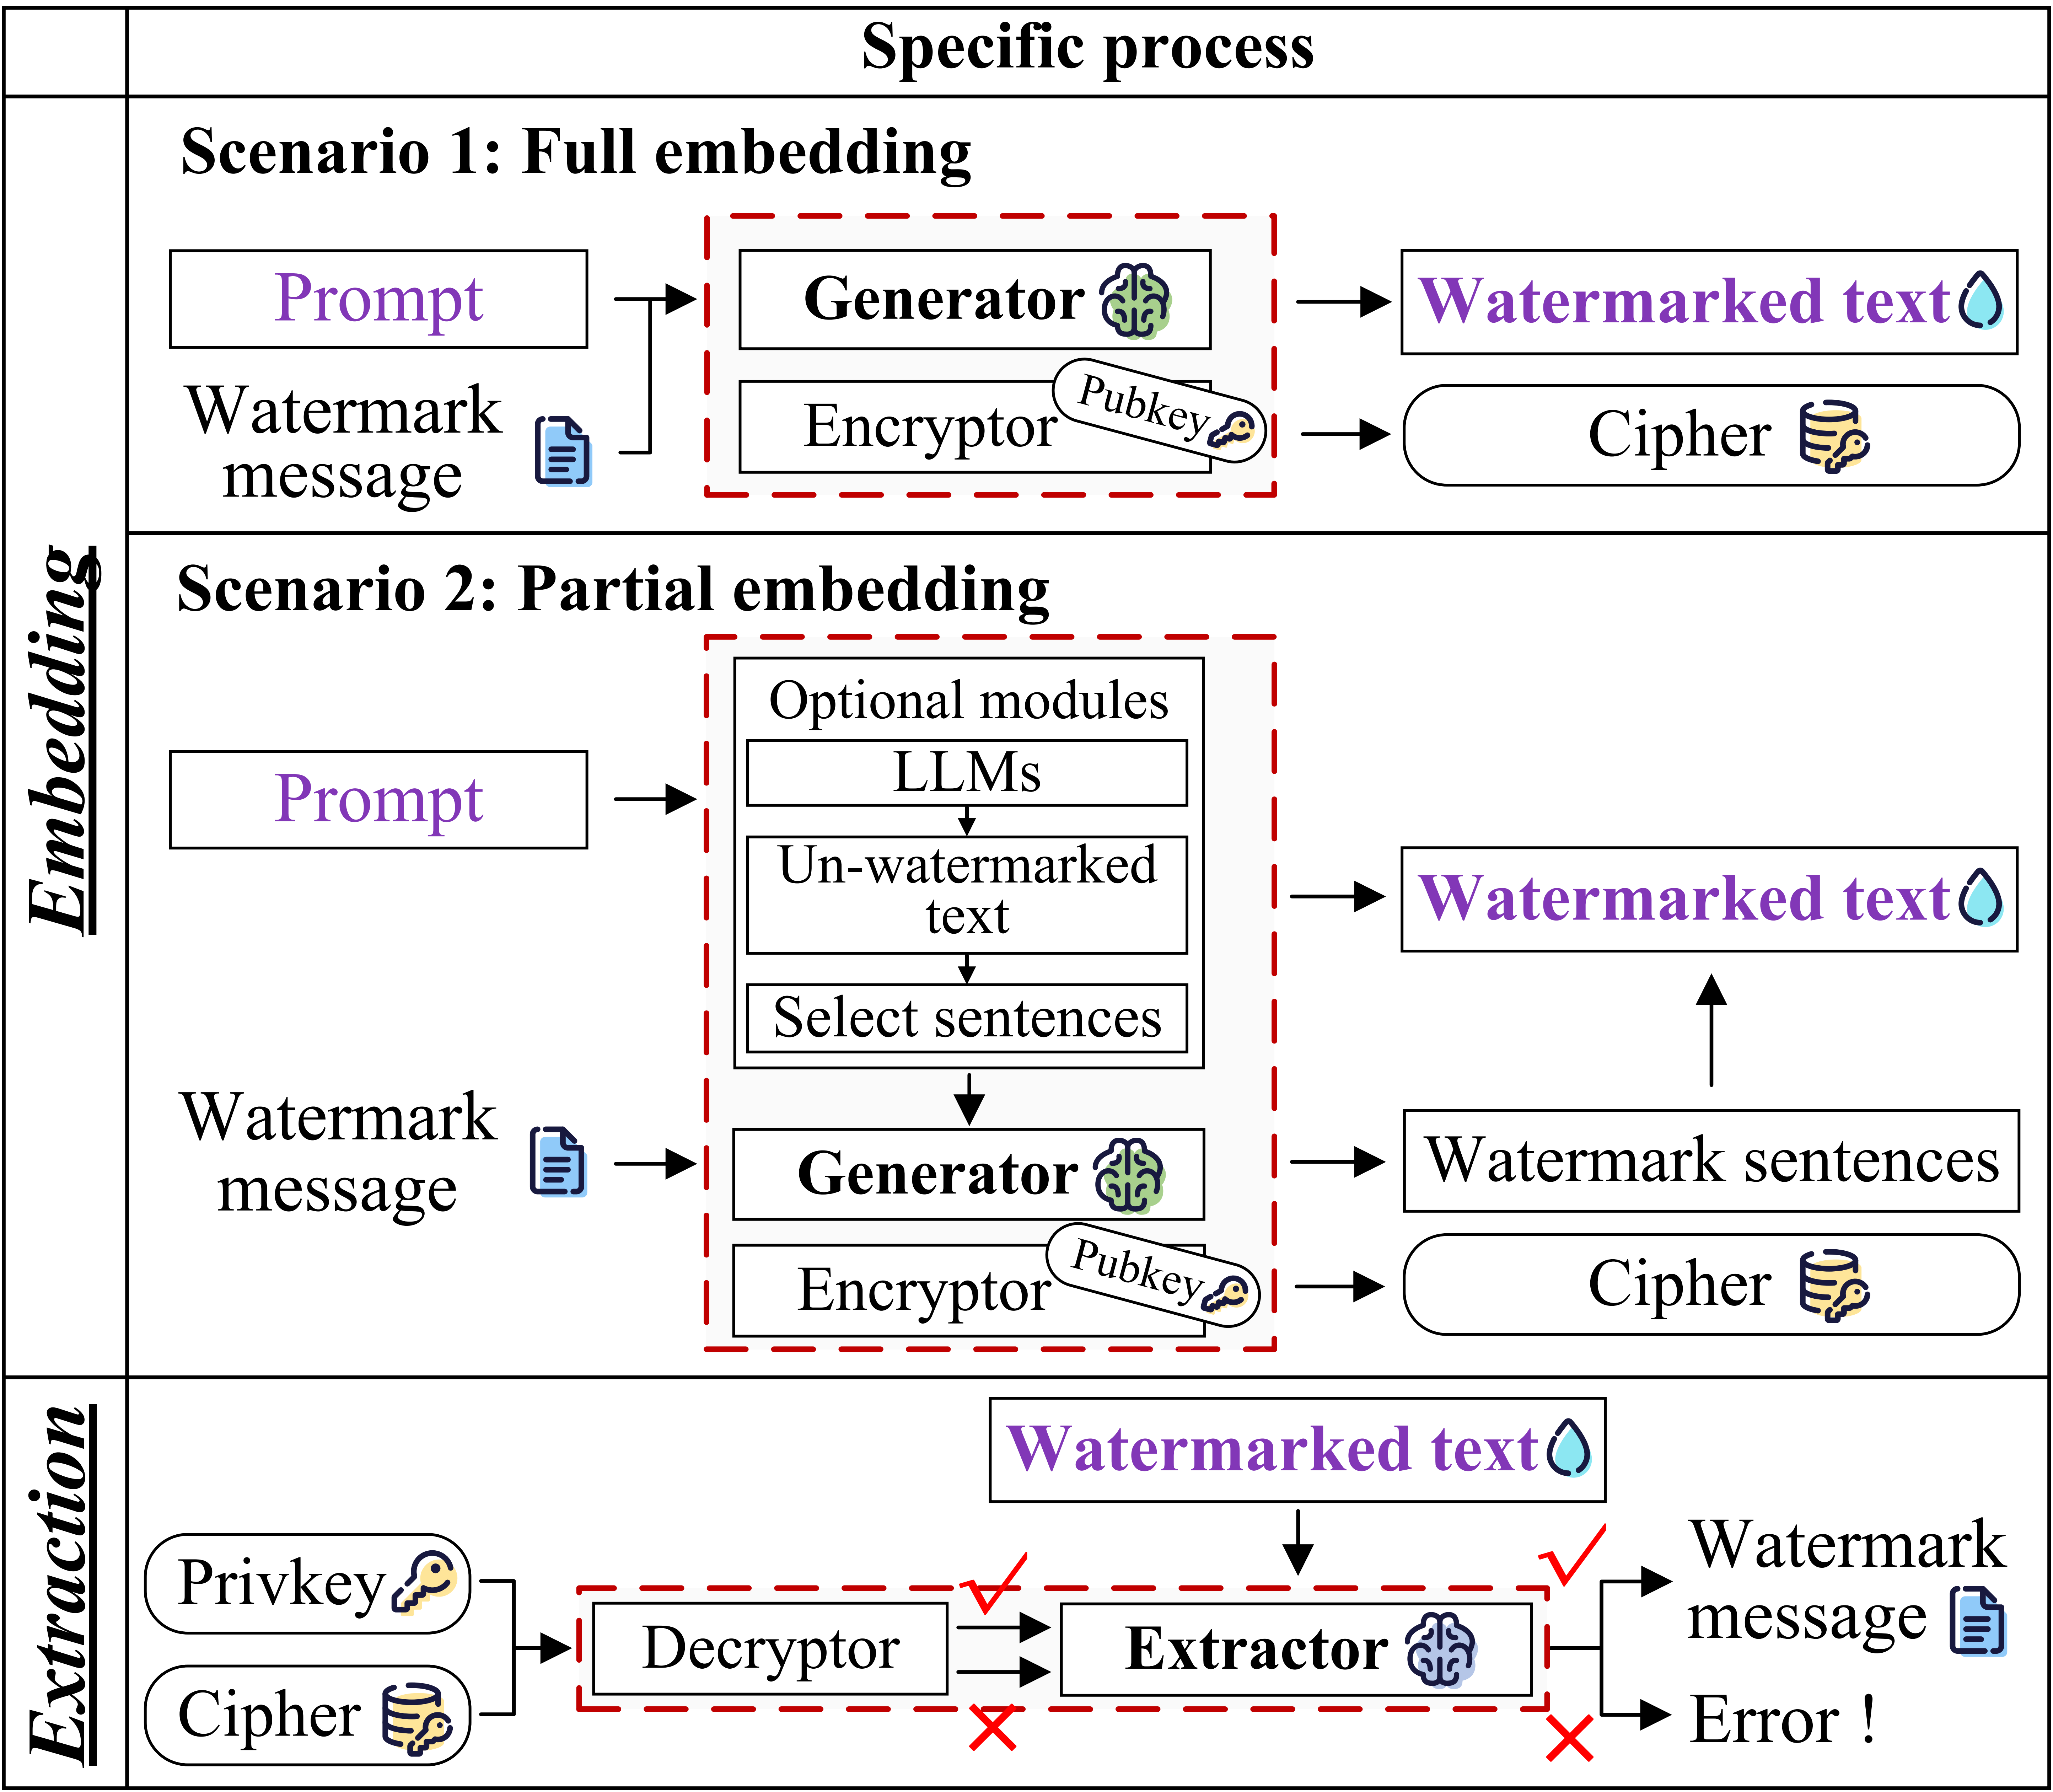 Specific process
Embedding
Scenario 1: Full embedding
Prompt
Watermark
message
Generator
Encryptor
Pubkey
Watermarked text
Cipher
Scenario 2: Partial embedding
Prompt
Watermark
message
Optional modules
LLMs
Un-watermarked
text
Select sentences
Generator
Encryptor
Pubkey
Watermarked text
Watermark sentences
Cipher
Extraction
Watermarked text
Privkey
Cipher
Decryptor
Extractor
Watermark
message
Error !